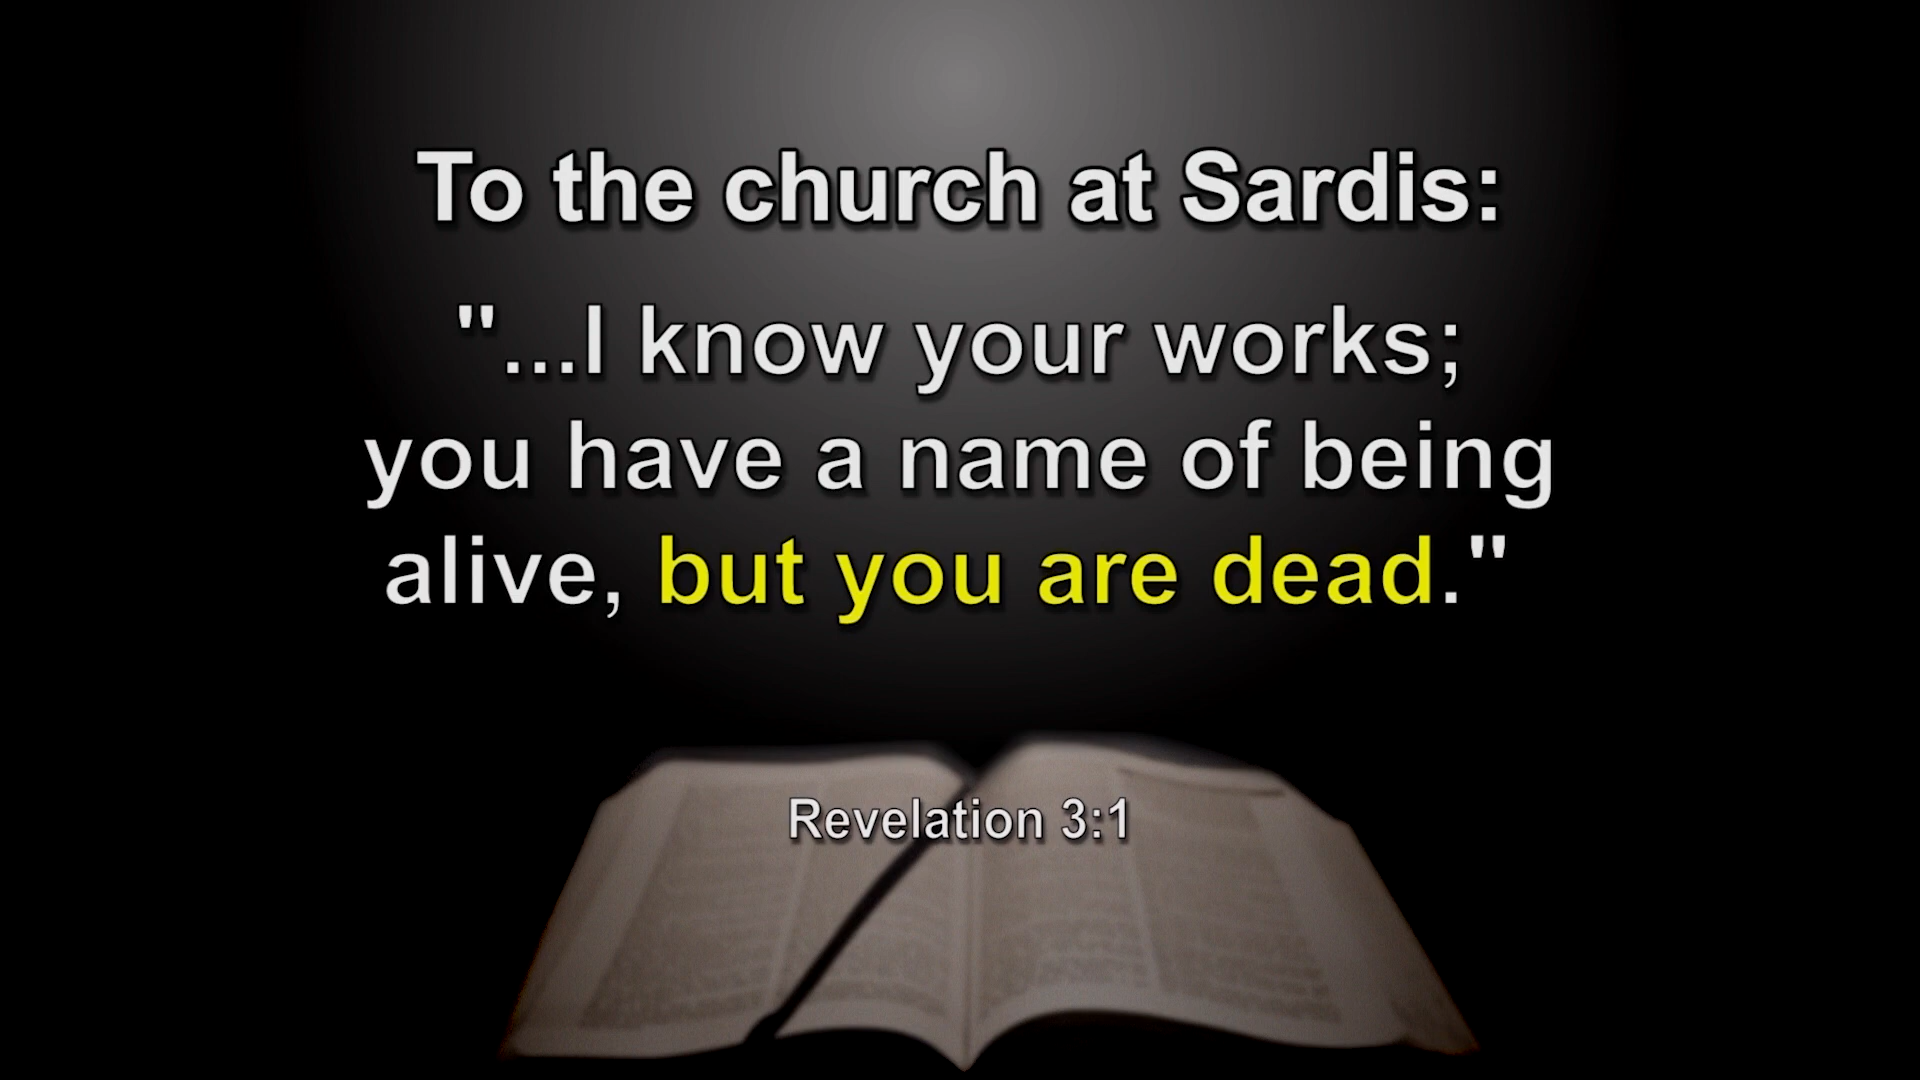 To the church at Sardis:
"...I know your works;
you have a name of being
alive, but you are dead."
Revelation 3:1